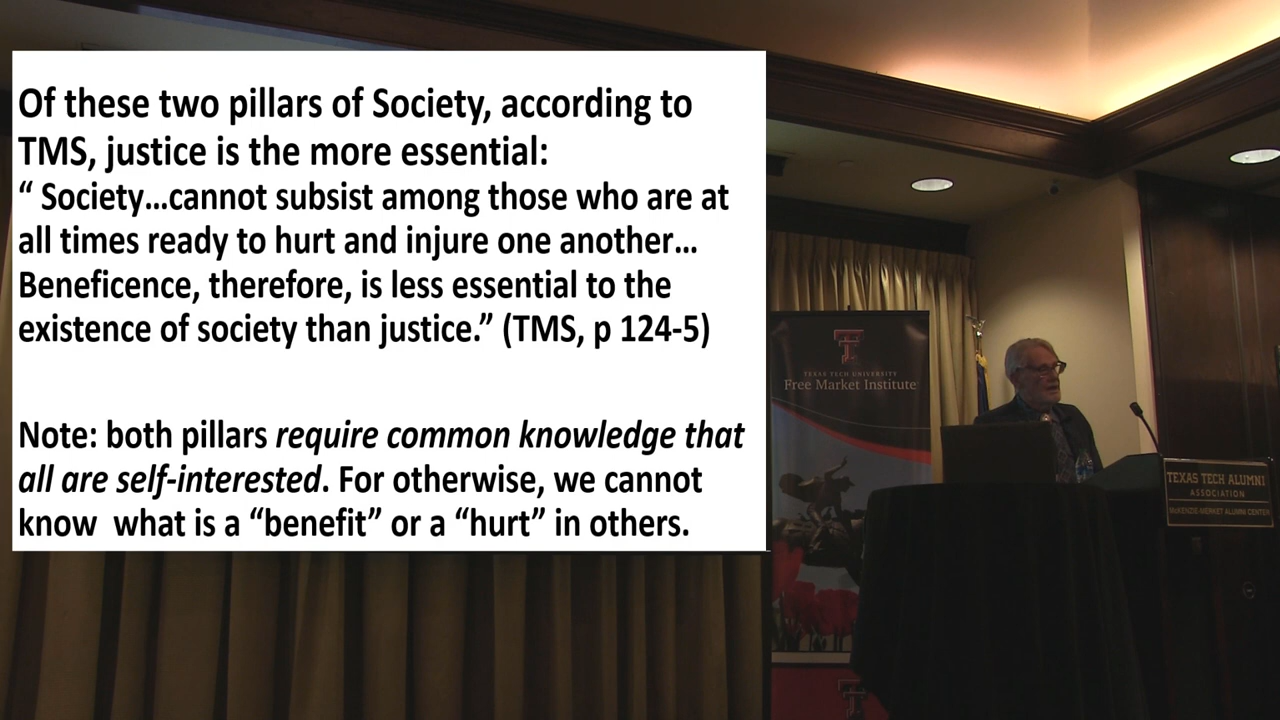 Of these two pillars of Society, according to
TMS, justice is the more essential:
“ Society...cannot subsist among those who are at
all times ready to hurt and injure one another...
Beneficence, therefore, is less essential to the
existence of society than justice.” (TMS, p 124-5)
Note: both pillars require common knowledge that
all are self-interested. For otherwise, we cannot
know  what is a “benefit” or a “hurt” in others.
TEXAS TECH UNIVERSITY
Free Market Institute
TEXAS TECH ALUMNI
ASSOCIATION
McKENZIE-MERKET ALUMNI CENTER